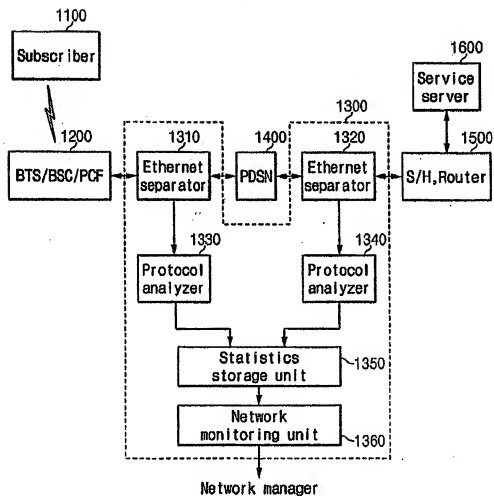 1100
Subscriber
1600
Service
server
1200
1310
1400
1320
1300
1500
BTS/BSC/PCF
Ethernet
separator
PDSN
Ethernet
separator
S/H,Router
1330
1340
Protocol
analyzer
Protocol
analyzer
Statistics
storage unit
1350
Network
monitoring unit
1360
Network manager